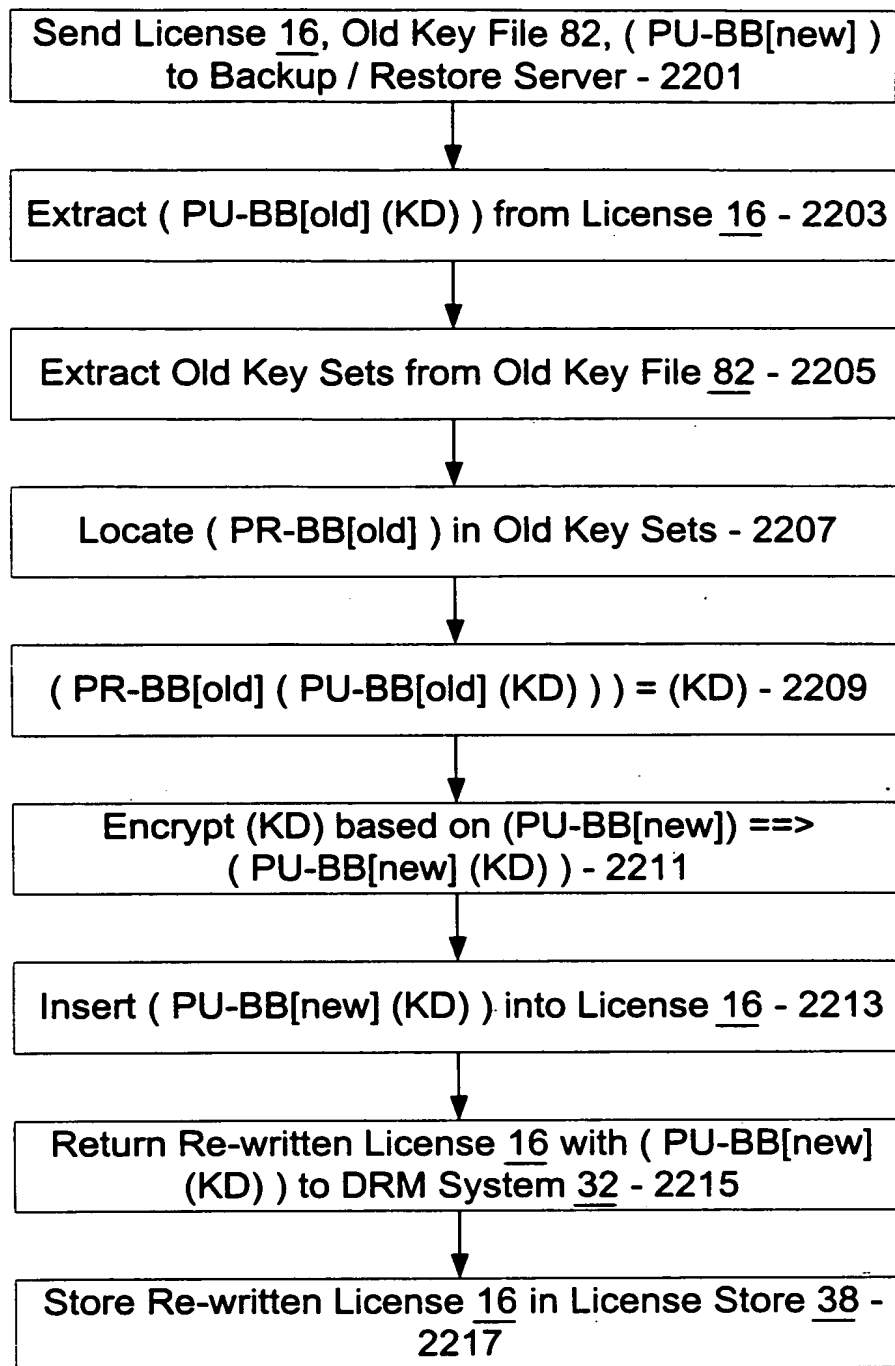 Send License 16, Old Key File 82, ( PU-BB[new] )
to Backup / Restore Server - 2201
Extract ( PU-BB[old] (KD) ) from License 16 - 2203
Extract Old Key Sets from Old Key File 82 - 2205
Locate ( PR-BB[old] ) in Old Key Sets - 2207
( PR-BB[old] ( PU-BB[old] (KD) ) ) = (KD) - 2209
Encrypt (KD) based on (PU-BB[new]) ==>
( PU-BB[new] (KD) ) - 2211
Insert ( PU-BB[new] (KD) ) into License 16 - 2213
Return Re-written License 16 with ( PU-BB[new]
(KD) ) to DRM System 32 - 2215
Store Re-written License 16 in License Store 38 -
2217